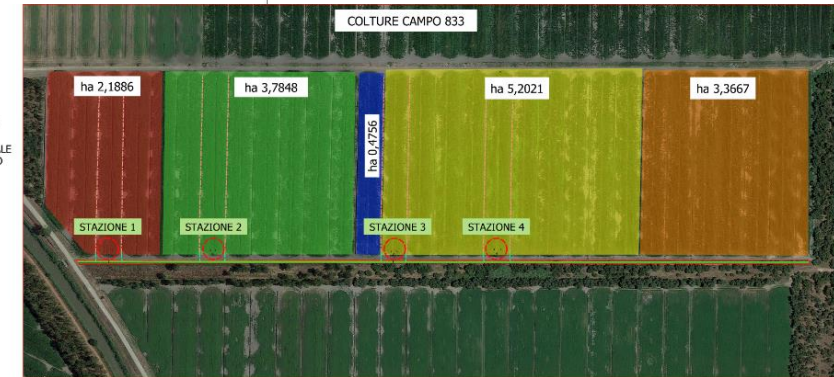 COLTURE CAMPO 833
ha 2,1886
ha 3,7848
ha 0,4756
ha 5,2021
ha 3,3667
STAZIONE 1
STAZIONE 2
STAZIONE 3
STAZIONE 4